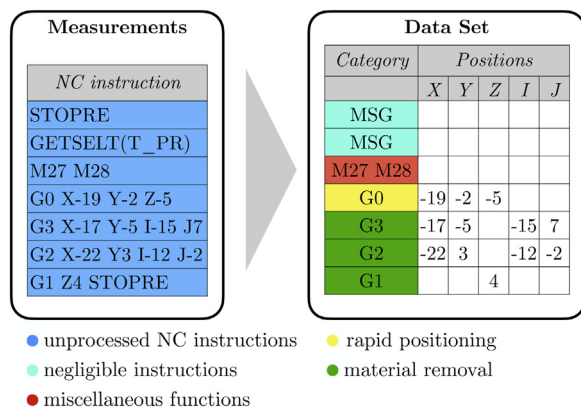 Measurements
NC instruction
STOPRE
GETSELT(T_PR)
M27 M28
G0 X-19 Y-2 Z-5
G3 X-17 Y-5 I-15 J7
G2 X-22 Y3 I-12 J-2
G1 Z4 STOPRE
Data Set
Category Positions
X Y Z I J
MSG
MSG
M27 M28
G0 -19 -2 -5
G3 -17 -5 -15 7
G2 -22 3 -12 -2
G1 4
unprocessed NC instructions
negligible instructions
miscellaneous functions
rapid positioning
material removal